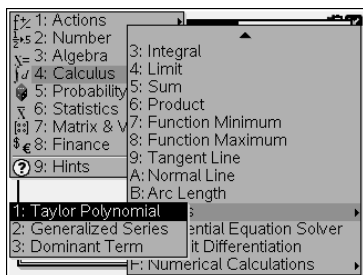 1: Actions
2: Number
3: Algebra
4: Calculus
5: Probability
6: Statistics
7: Matrix & V
8: Finance
9: Hints
3: Integral
4: Limit
5: Sum
6: Product
7: Function Minimum
8: Function Maximum
9: Tangent Line
A: Normal Line
B: Arc Length
s
ential Equation Solver
it Differentiation
F: Numerical Calculations
1: Taylor Polynomial
2: Generalized Series
3: Dominant Term